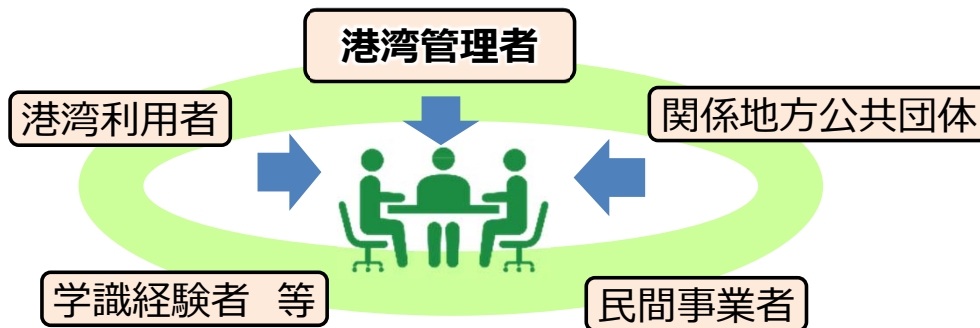 港湾管理者
港湾利用者
関係地方公共団体
学識経験者 等
民間事業者